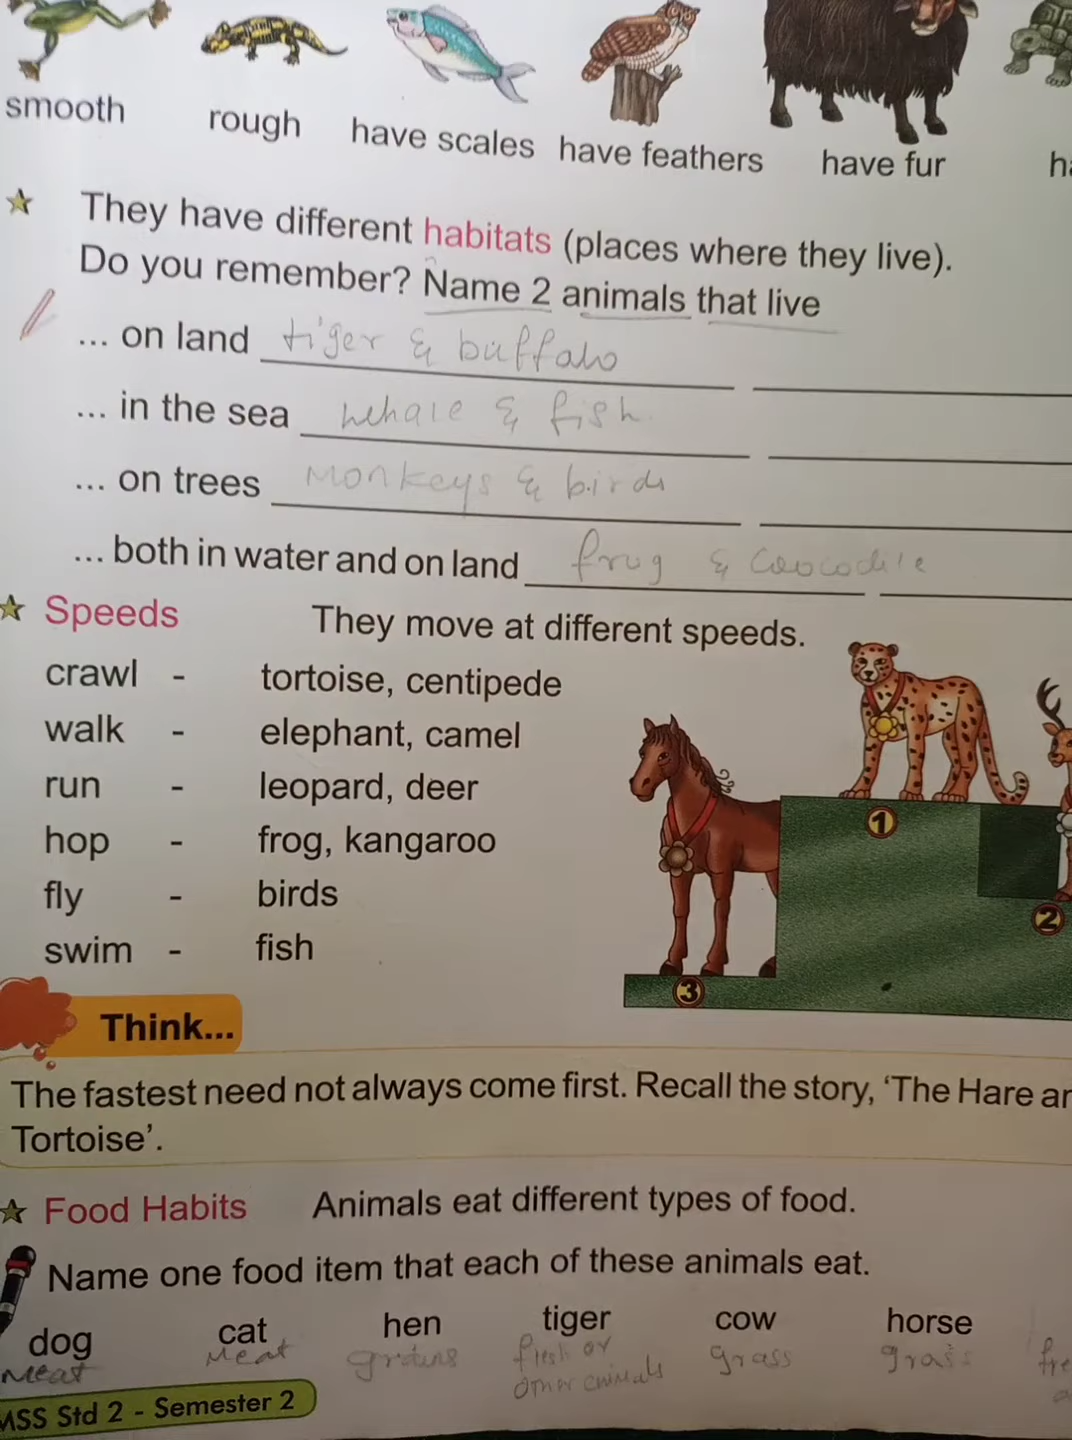 smooth rough have scales have feathers have fur
They have different habitats (places where they live).
Do you remember? Name 2 animals that live
... on land tiger & buffalo
... in the sea whale & fish
... on trees Monkeys & birds
... both in water and on land frog & Cocodile
Speeds They move at different speeds.
crawl - tortoise, centipede
walk - elephant, camel
run - leopard, deer
hop - frog, kangaroo
fly - birds
swim - fish
1
2
3
Think...
The fastest need not always come first. Recall the story, 'The Hare
Tortoise'.
Food Habits Animals eat different types of food.
Name one food item that each of these animals eat.
dog cat hen tiger cow horse
Meat Meat flesh or grass grass
other animals
MSS Std 2 - Semester 2